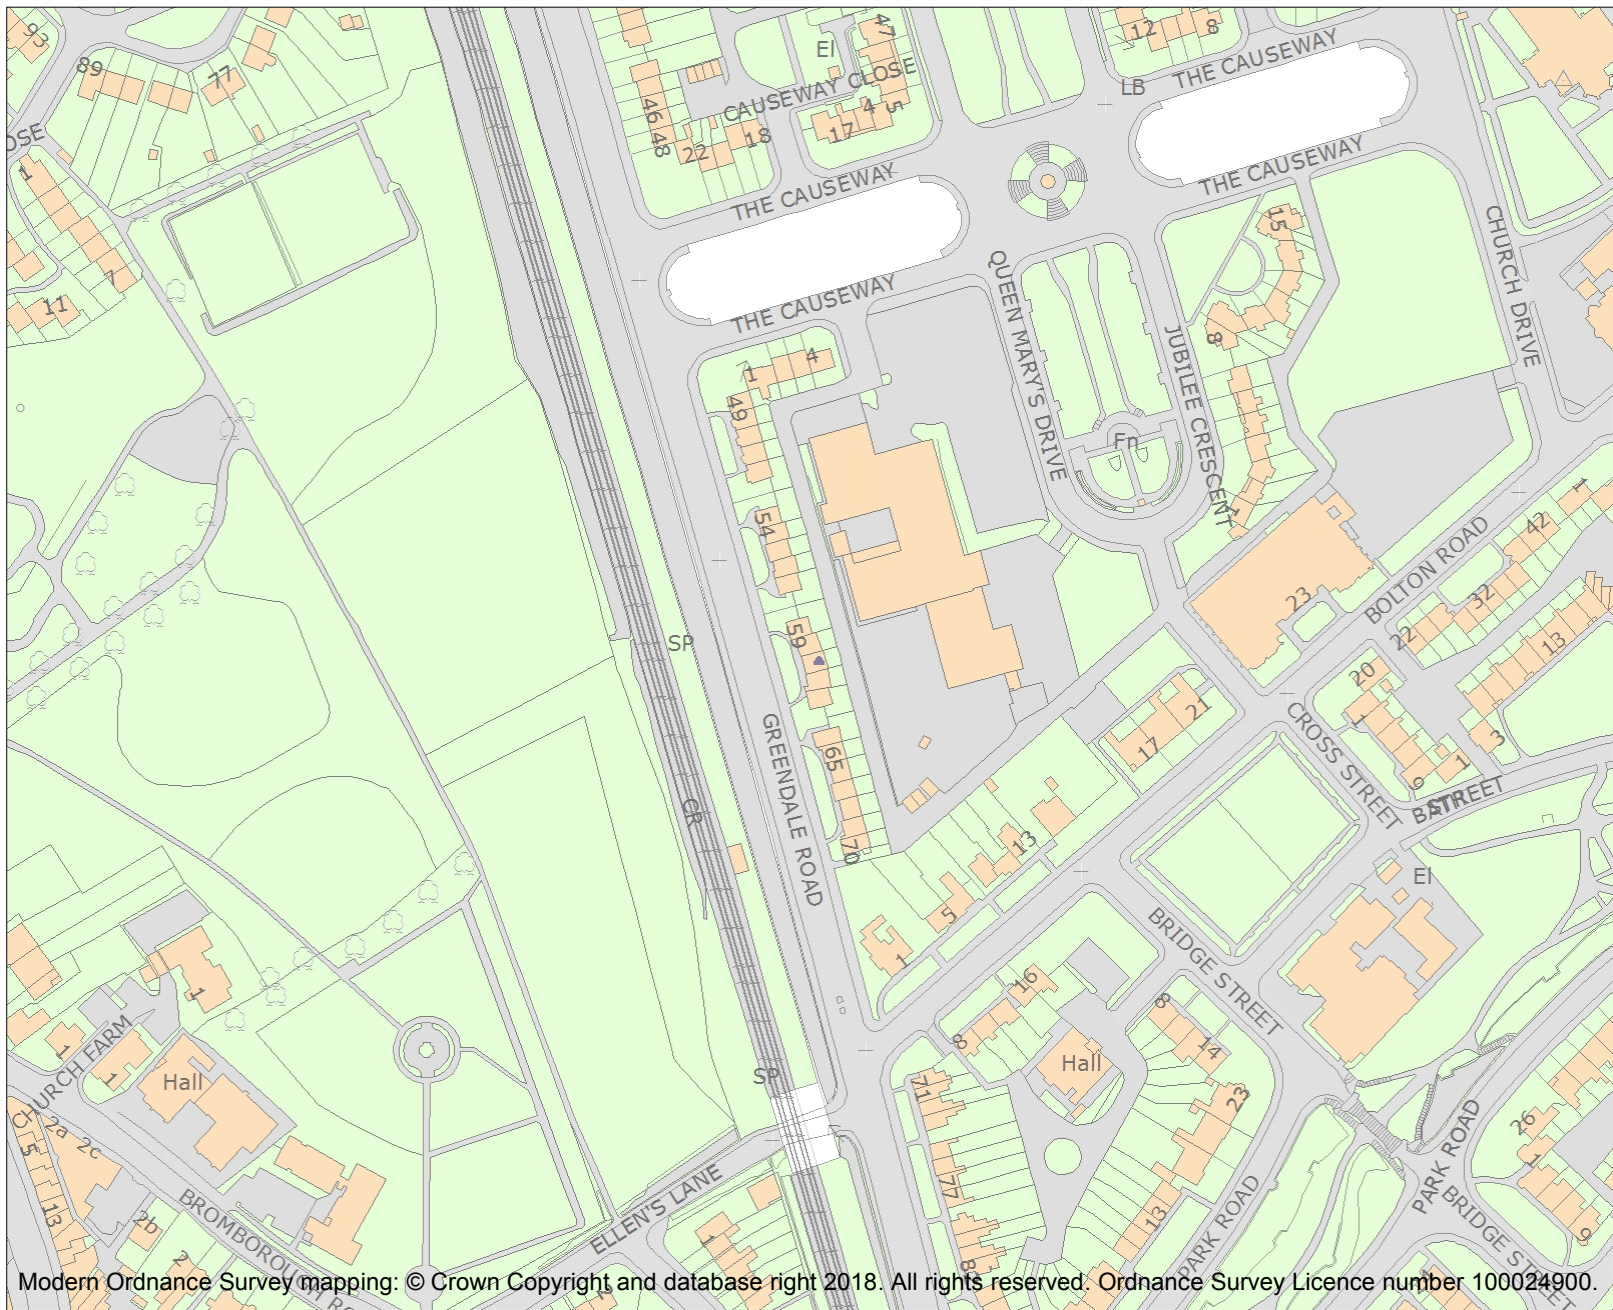 93
89
77
47
El
12
8
THE CAUSEWAY
CAUSEWAY CLOSE
LB
46
48
4
5
17
18
22
OSE
1
THE CAUSEWAY
THE CAUSEWAY
15
CHURCH DRIVE
7
11
QUEEN MARY'S DRIVE
THE CAUSEWAY
JUBILEE CRESCENT
8
4
1
49
Fn
1
54
1
42
BOLTON ROAD
32
23
22
13
59
SP
20
21
17
1
CROSS STREET
3
1
9
GREENDALE ROAD
65
CR
70
STREET
13
El
5
1
BRIDGE STREET
16
8
8
14
Hall
1
CHURCH FARM
1
1
Hall
SP
71
23
2a
2c
5
13
2b
2
BROMBOROUGH RO
ELLEN'S LANE
1
77
13
PARK ROAD
PARK ROAD
26
1
9
BRIDGE STREET
Modern Ordnance Survey mapping: © Crown Copyright and database right 2018. All rights reserved. Ordnance Survey Licence number 100024900.